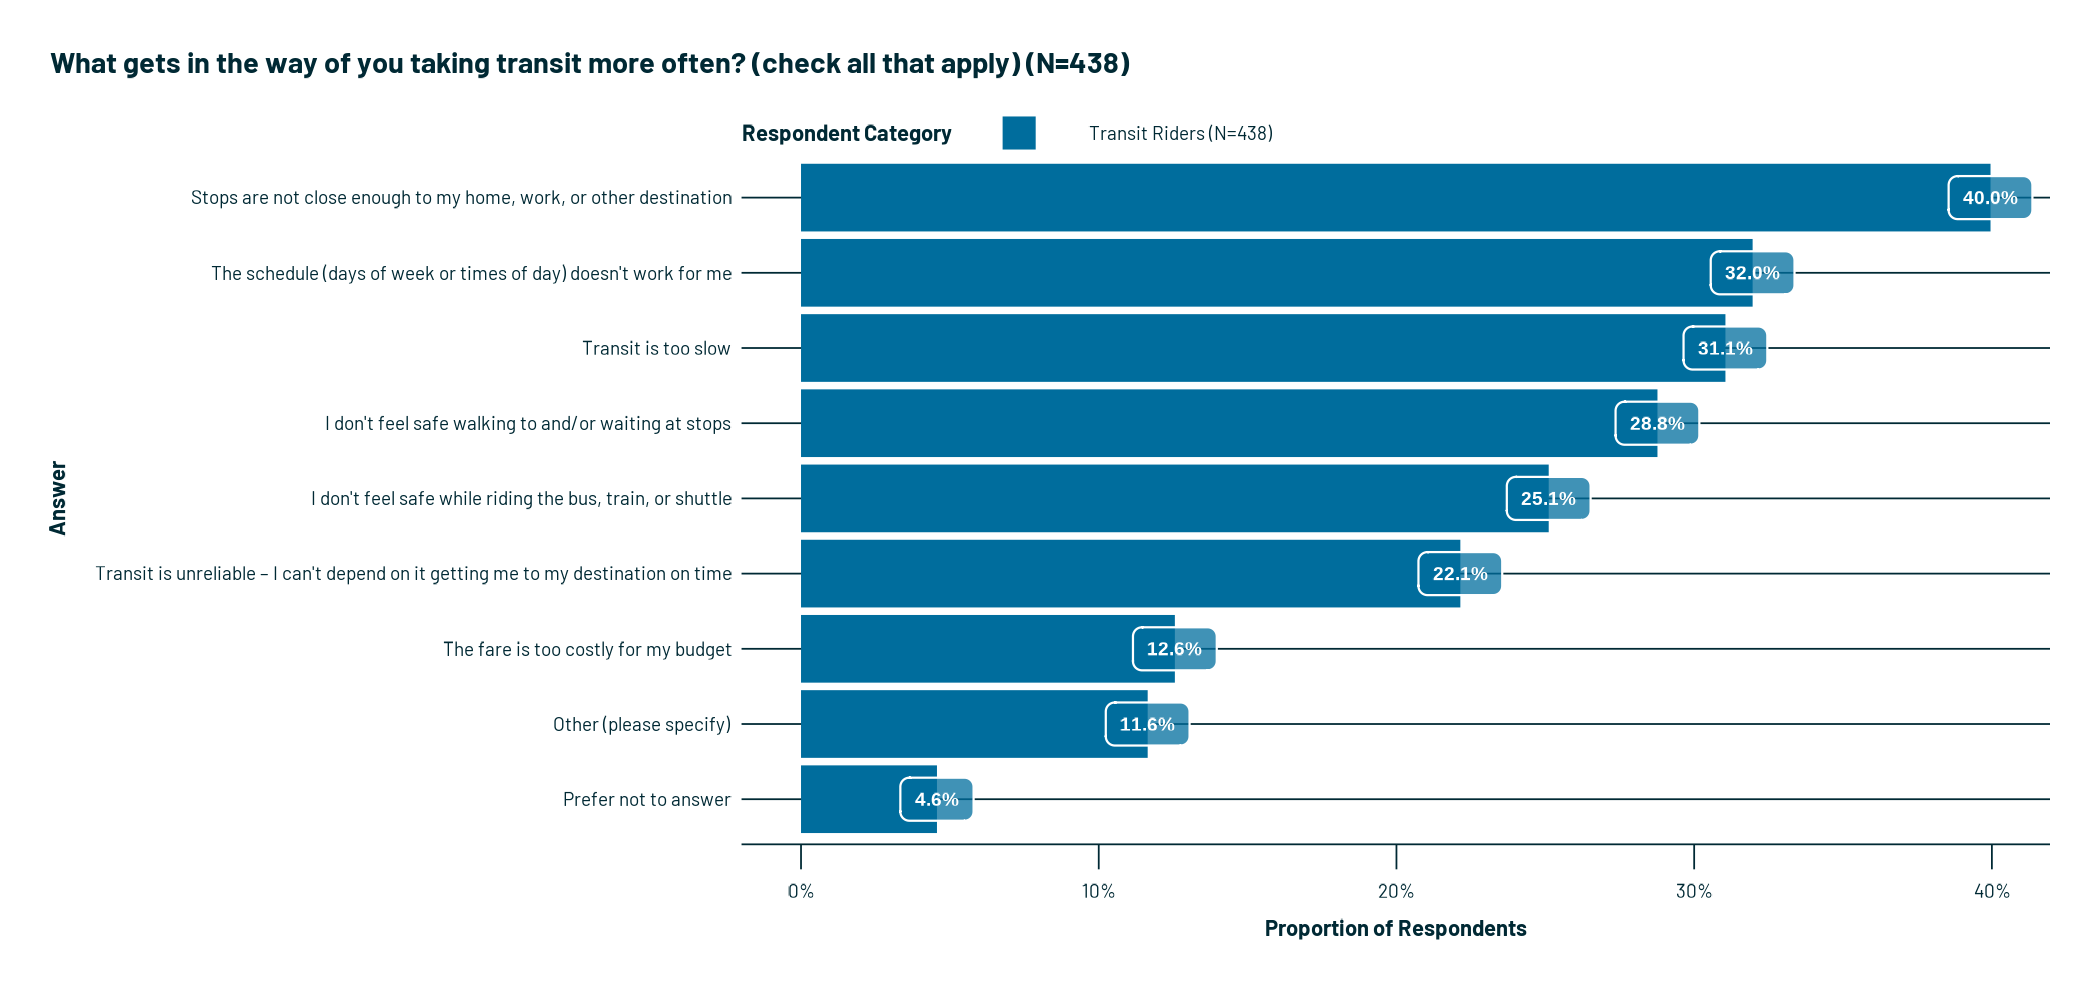 What gets in the way of you taking transit more often? (check all that apply) (N=438)
Respondent Category Transit Riders (N=438)
Stops are not close enough to my home, work, or other destination 40.0%
The schedule (days of week or times of day) doesn't work for me 32.0%
Transit is too slow 31.1%
I don't feel safe walking to and/or waiting at stops 28.8%
I don't feel safe while riding the bus, train, or shuttle 25.1%
Transit is unreliable – I can't depend on it getting me to my destination on time 22.1%
The fare is too costly for my budget 12.6%
Other (please specify) 11.6%
Prefer not to answer 4.6%
Answer
0% 10% 20% 30% 40%
Proportion of Respondents